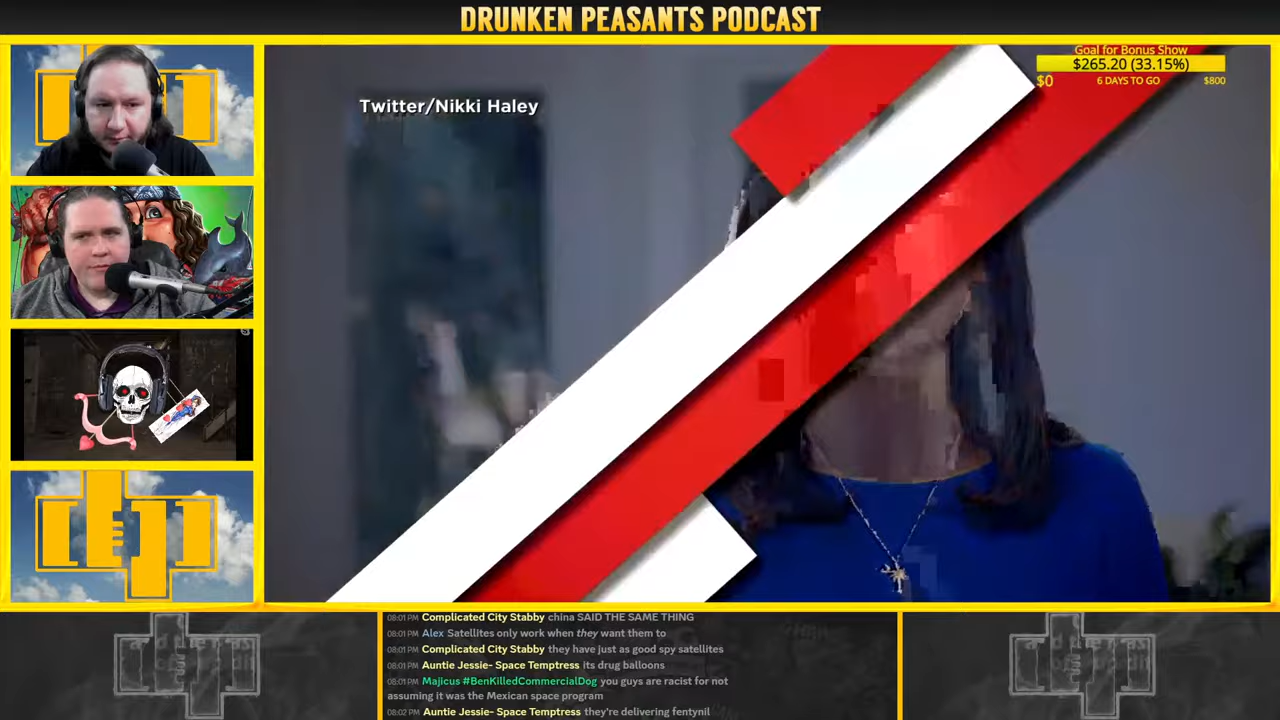 DRUNKEN PEASANTS PODCAST
Twitter/Nikki Haley
Goal for Bonus Show
$265.20 (33.15%)
$0 6 DAYS TO GO $800
08:01 PM Complicated City Stabby china SAID THE SAME THING
08:01 PM Alex Satellites only work when they want them to
08:01 PM Complicated City Stabby they have just as good spy satellites
08:01 PM Auntie Jessie- Space Temptress its drug balloons
08:01 PM Majicus #BenKilledCommercialDog you guys are racist for not
assuming it was the Mexican space program
08:02 PM Auntie Jessie- Space Temptress they're delivering fentynil